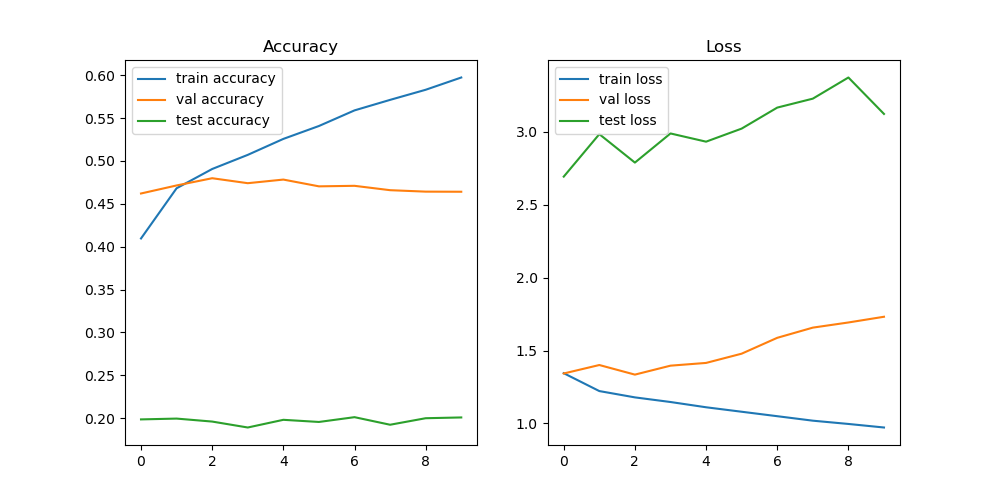 Accuracy
train accuracy
val accuracy
test accuracy
0.60
0.55
0.50
0.45
0.40
0.35
0.30
0.25
0.20
0 2 4 6 8
Loss
train loss
val loss
test loss
3.0
2.5
2.0
1.5
1.0
0 2 4 6 8